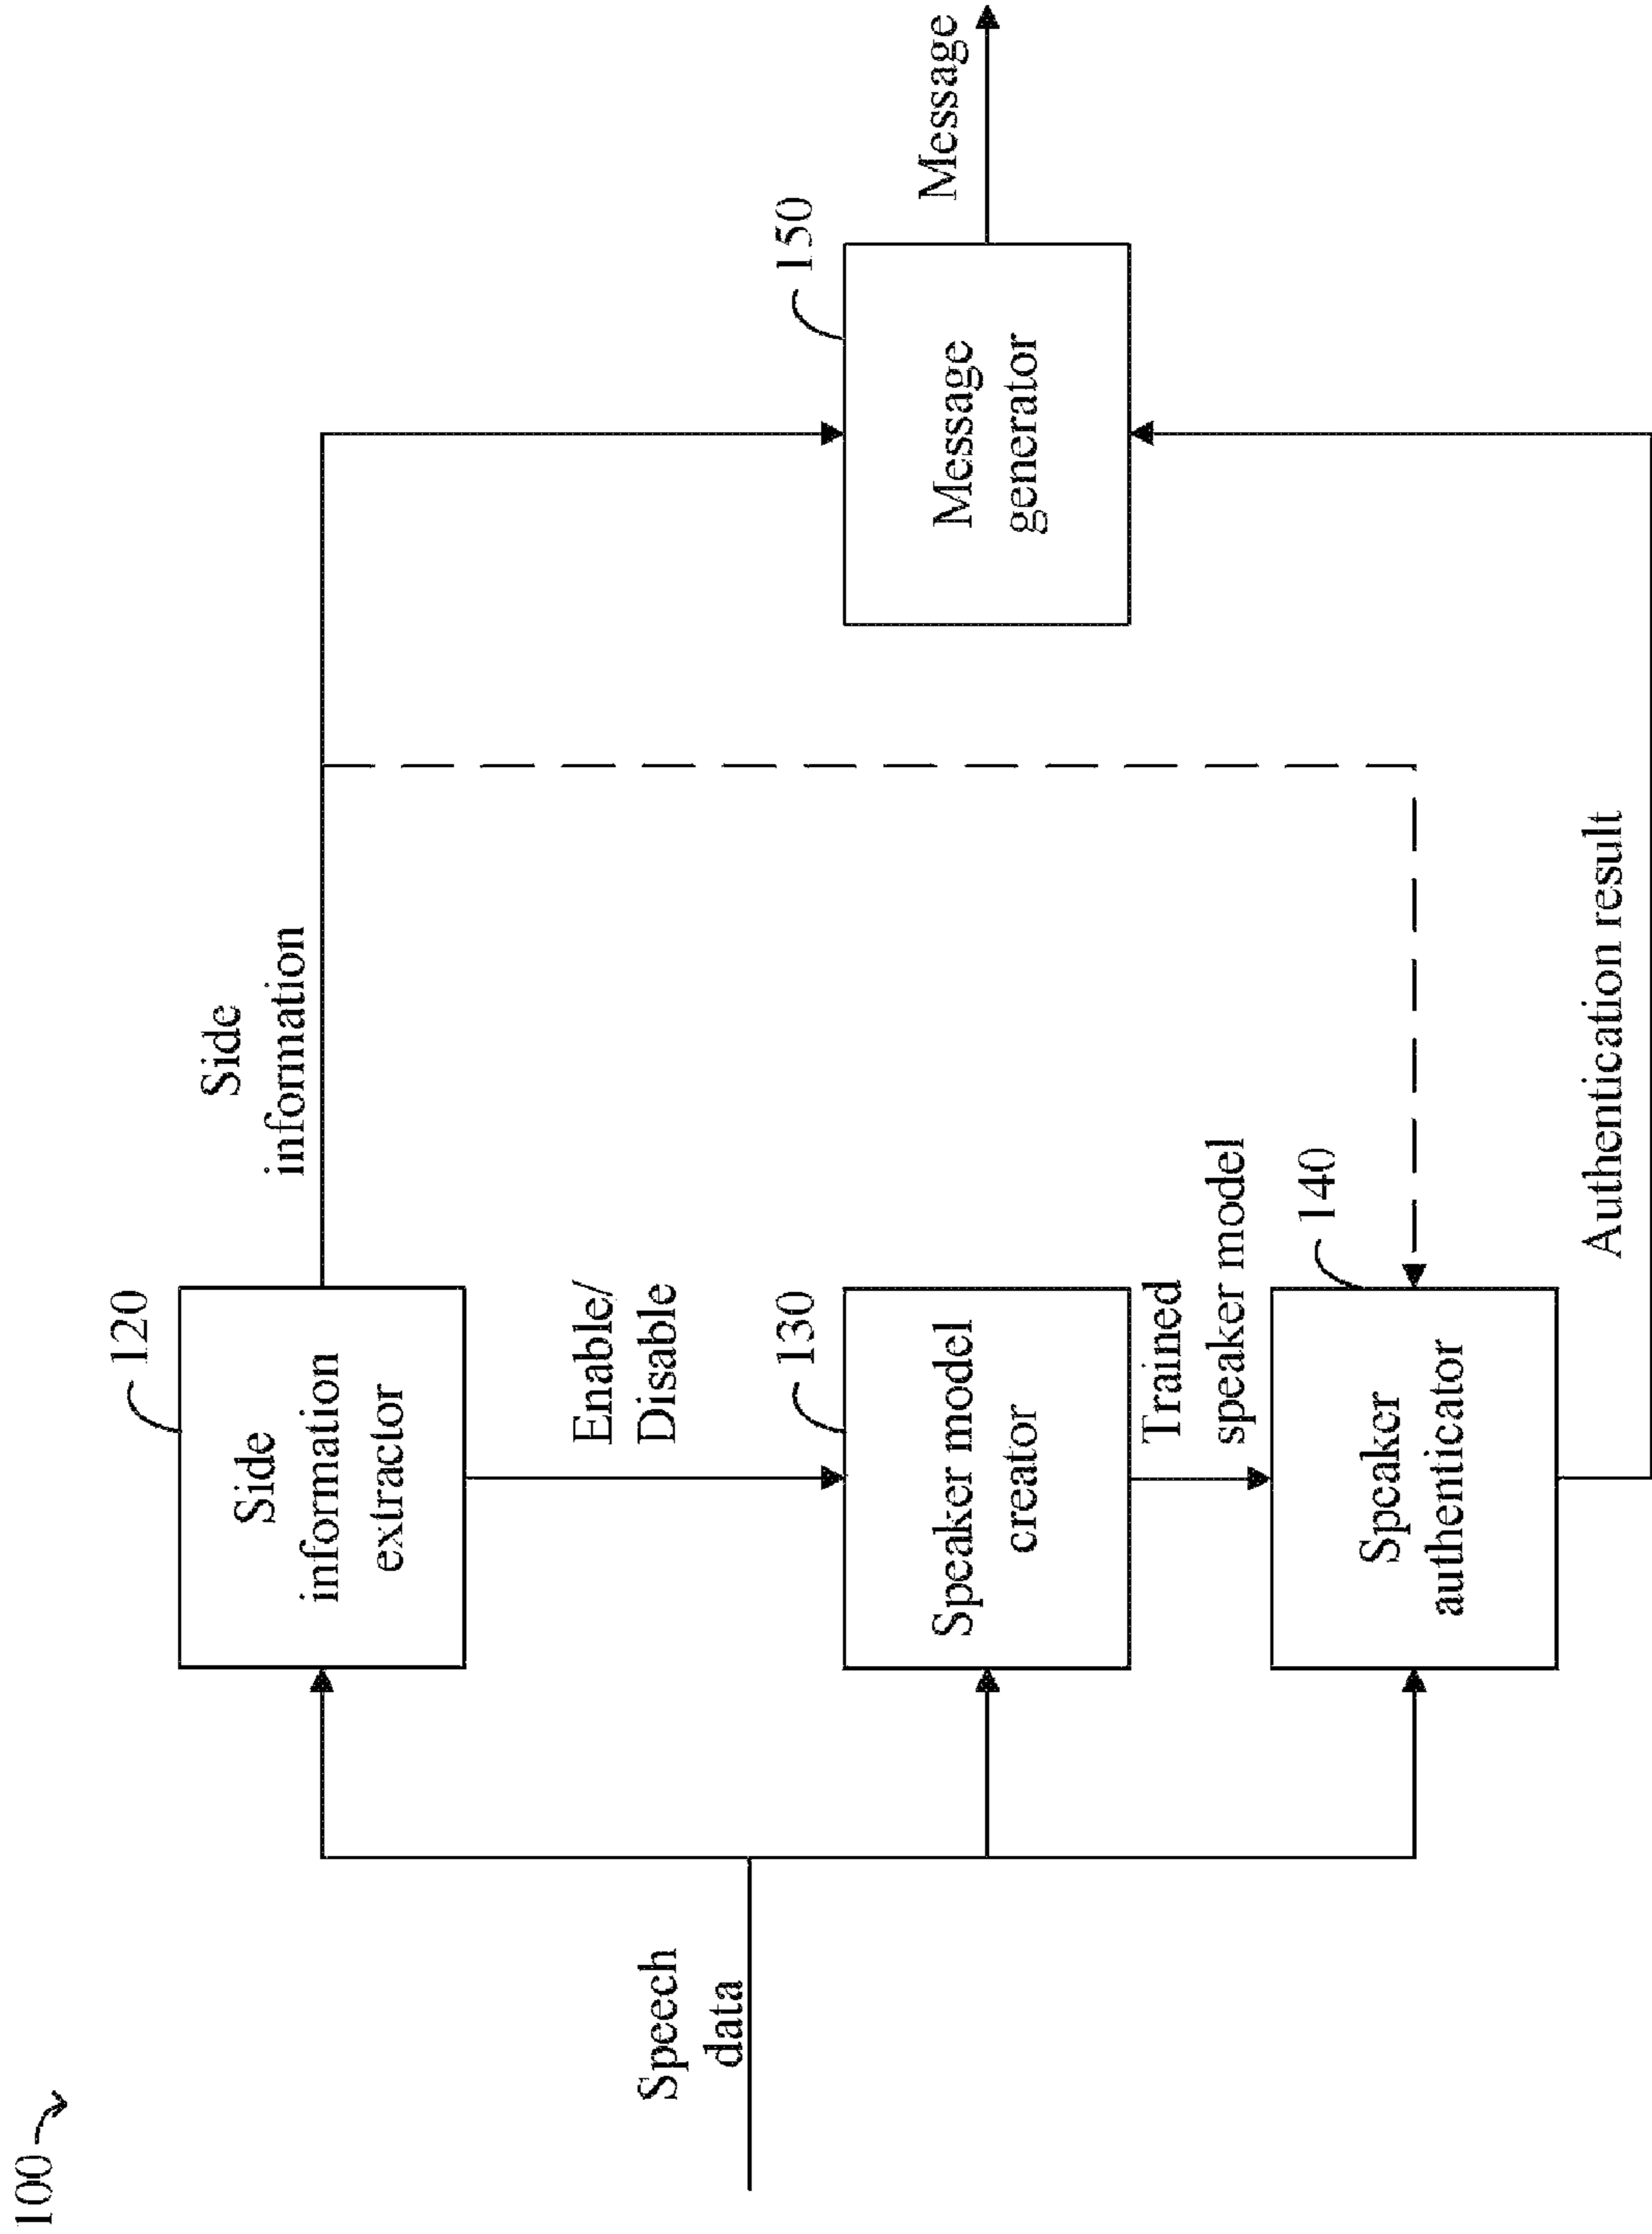 100
120
Side
information
extractor
Side
information
Enable/
Disable
Speech
data
130
Speaker model
creator
150
Message
generator
Message
Trained
speaker model
140
Speaker
authenticator
Authentication result